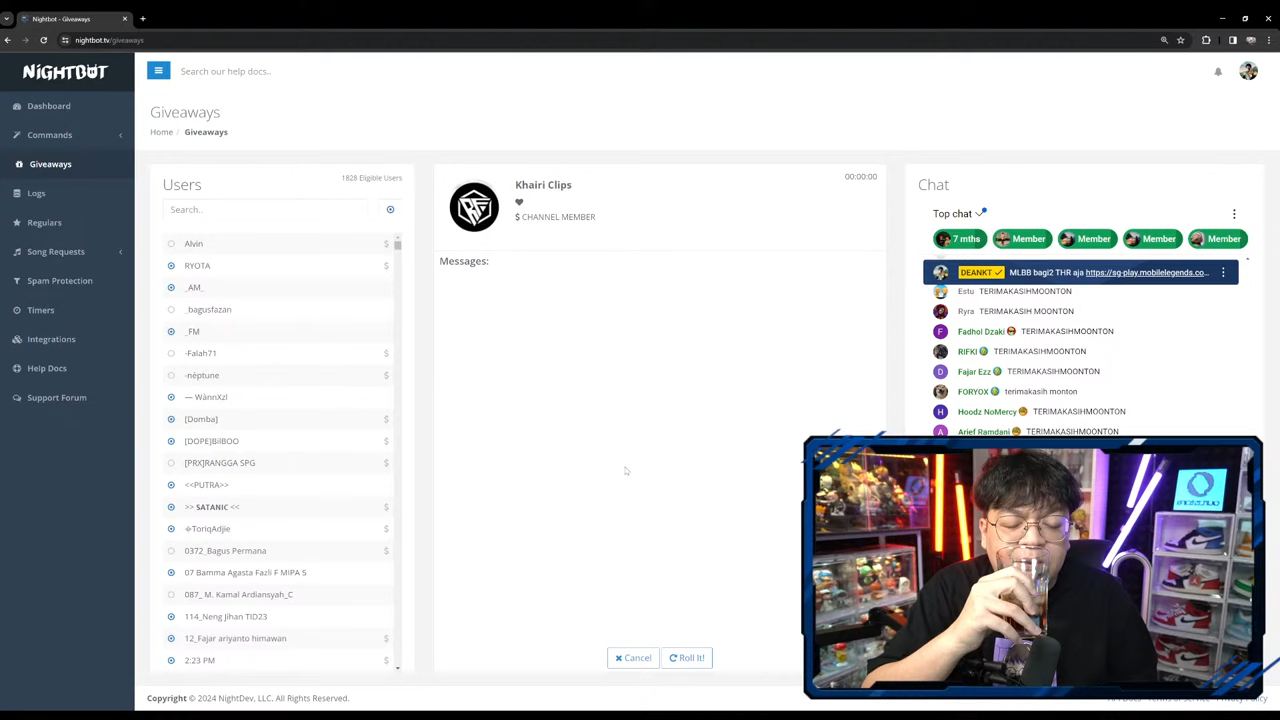 Nightbot - Giveaways
nightbot.tv/giveaways
NIGHTBOT
Search our help docs..
Dashboard
Commands
Giveaways
Logs
Regulars
Song Requests
Spam Protection
Timers
Integrations
Help Docs
Support Forum
Giveaways
Home / Giveaways
Users
1828 Eligible Users
Search..
Alvin $
RYOTA $
_AM_
_bagusfazan
_FM
-Falah71 $
-nèptune $
— WànnXzl
[Domba] $
[DOPE]BilBOO $
[PRX]RANGGA SPG $
<<PUTRA>>
>> SATANIC << $
ToriqAdjie $
0372_Bagus Permana $
07 Bamma Agasta Fazli F MIPA 5
087_ M. Kamal Ardiansyah_C
114_Neng Jihan TID23
12_Fajar ariyanto himawan $
2:23 PM $
Khairi Clips
00:00:00
$ CHANNEL MEMBER
Messages:
Cancel
Roll It!
Chat
Top chat
7 mths
Member
Member
Member
Member
DEANKT MLBB bagi2 THR aja https://sg-play.mobilelegends.co...
Estu TERIMAKASIHMOONTON
Ryra TERIMAKASIH MOONTON
Fadhol Dzaki TERIMAKASIHMOONTON
RIFKI TERIMAKASIHMOONTON
Fajar Ezz TERIMAKASIHMOONTON
FORYOX terimakasih monton
Hoodz NoMercy TERIMAKASIHMOONTON
Arief Ramdani TERIMAKASIHMOONTON
Copyright © 2024 NightDev, LLC. All Rights Reserved.